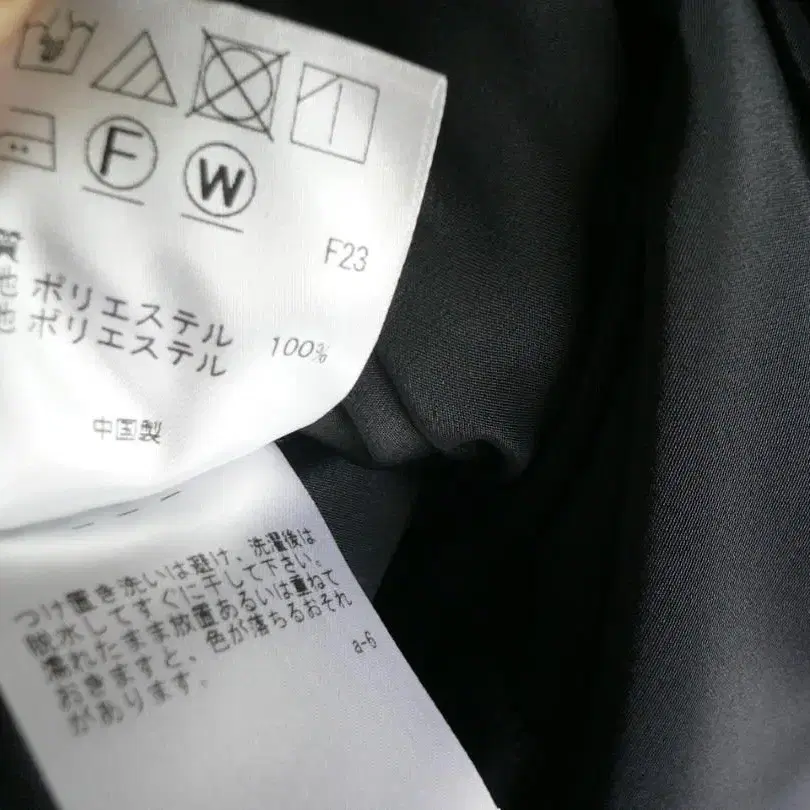 F
W
F23
質
地 ポリエステル
地 ポリエステル 100%
中国製
つけ置き洗いは避け、洗濯後は
脱水してすぐに干して下さい。
濡れたまま放置あるいは重ねて
おきますと、色が落ちるおそれ
があります。
a-6